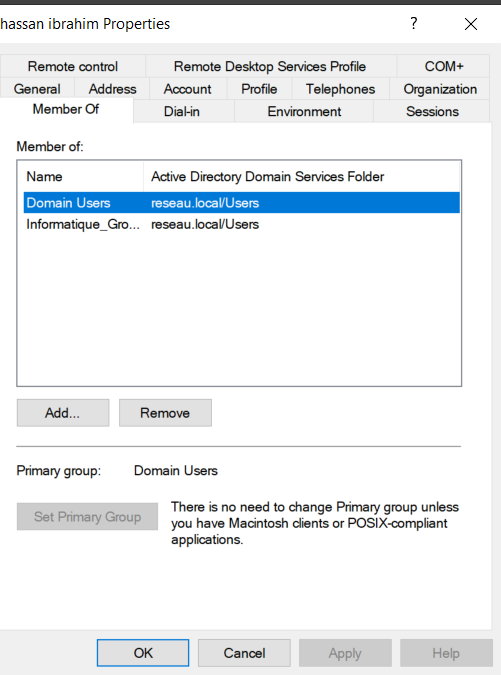 hassan ibrahim Properties ? ×
Remote control Remote Desktop Services Profile COM+
General Address Account Profile Telephones Organization
Member Of Dial-in Environment Sessions
Member of:
Name Active Directory Domain Services Folder
Domain Users reseau.local/Users
Informatique_Gro... reseau.local/Users
Add... Remove
Primary group: Domain Users
Set Primary Group
There is no need to change Primary group unless
you have Macintosh clients or POSIX-compliant
applications.
OK Cancel Apply Help